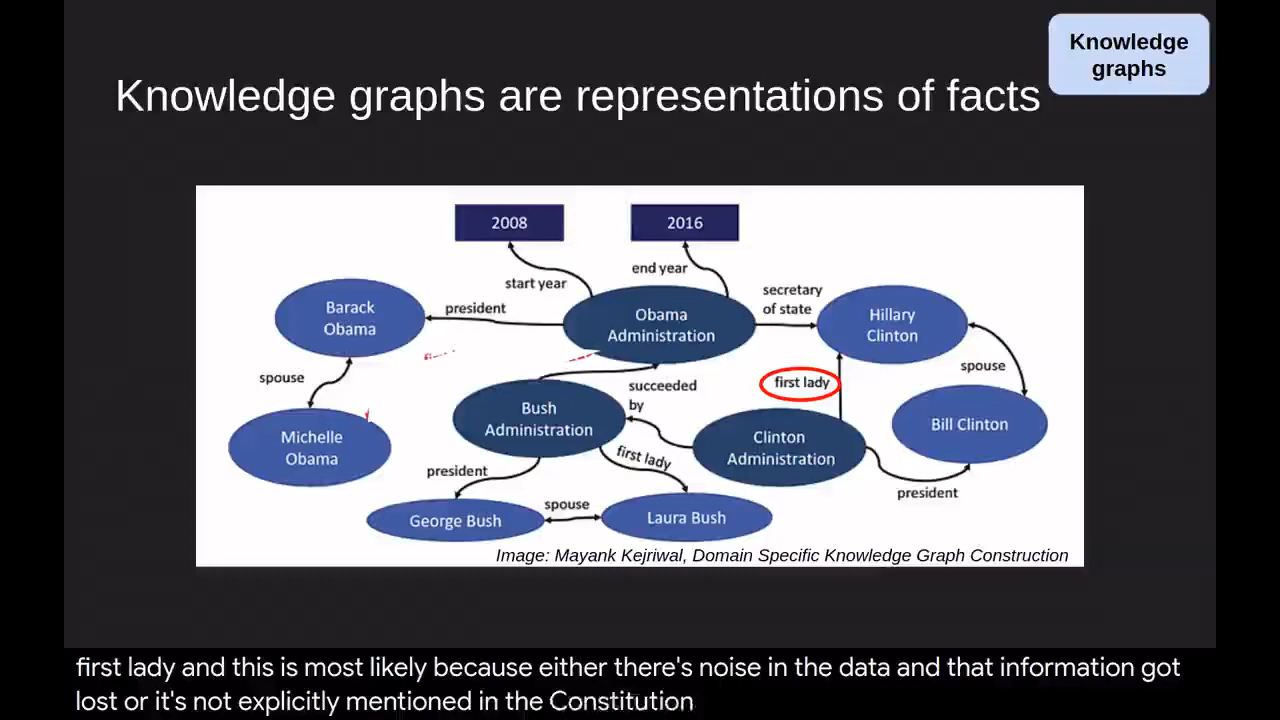 Knowledge
graphs
Knowledge graphs are representations of facts
2008
2016
start year
end year
Barack
Obama
president
Obama
Administration
secretary
of state
Hillary
Clinton
spouse
spouse
Michelle
Obama
Bush
Administration
succeeded
by
first lady
Clinton
Administration
Bill Clinton
president
first lady
president
George Bush
spouse
Laura Bush
Image: Mayank Kejriwal, Domain Specific Knowledge Graph Construction
first lady and this is most likely because either there's noise in the data and that information got
lost or it's not explicitly mentioned in the Constitution